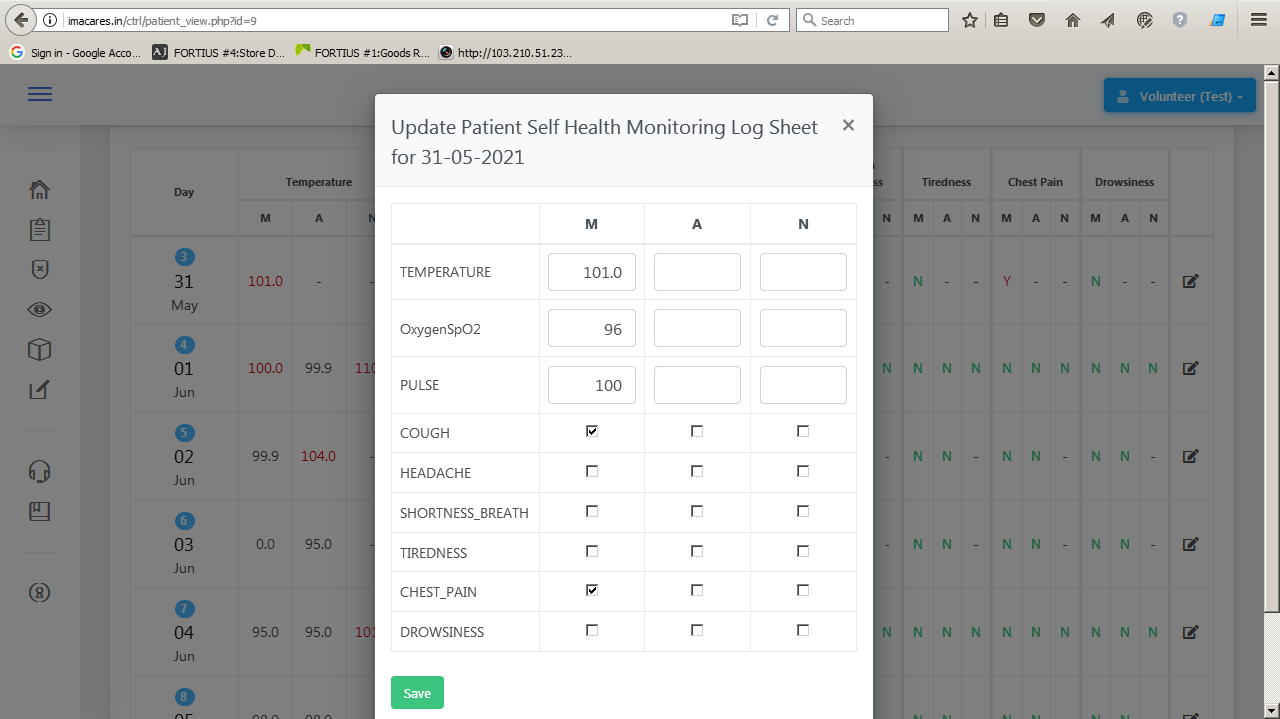 imacares.in/ctrl/patient_view.php?id=9
Search
Sign in - Google Acco...
FORTIUS #4:Store D...
FORTIUS #1:Goods R...
http://103.210.51.23...
Volunteer (Test)
Update Patient Self Health Monitoring Log Sheet
for 31-05-2021
×
M A N
TEMPERATURE 101.0
OxygenSpO2 96
PULSE 100
COUGH
HEADACHE
SHORTNESS_BREATH
TIREDNESS
CHEST_PAIN
DROWSINESS
Save
Day Temperature Tiredness Chest Pain Drowsiness
M A N N M A N M A N M A N
3
31 101.0 - - - N - - Y - - N - -
May
4
01 100.0 99.9 N N N N N N N N N N
Jun
5
02 99.9 104.0 - - N N - N N - N N -
Jun
6
03 0.0 95.0 - - N N - N N - N N -
Jun
7
04 95.0 95.0 N N N N N N N N N N
Jun
8